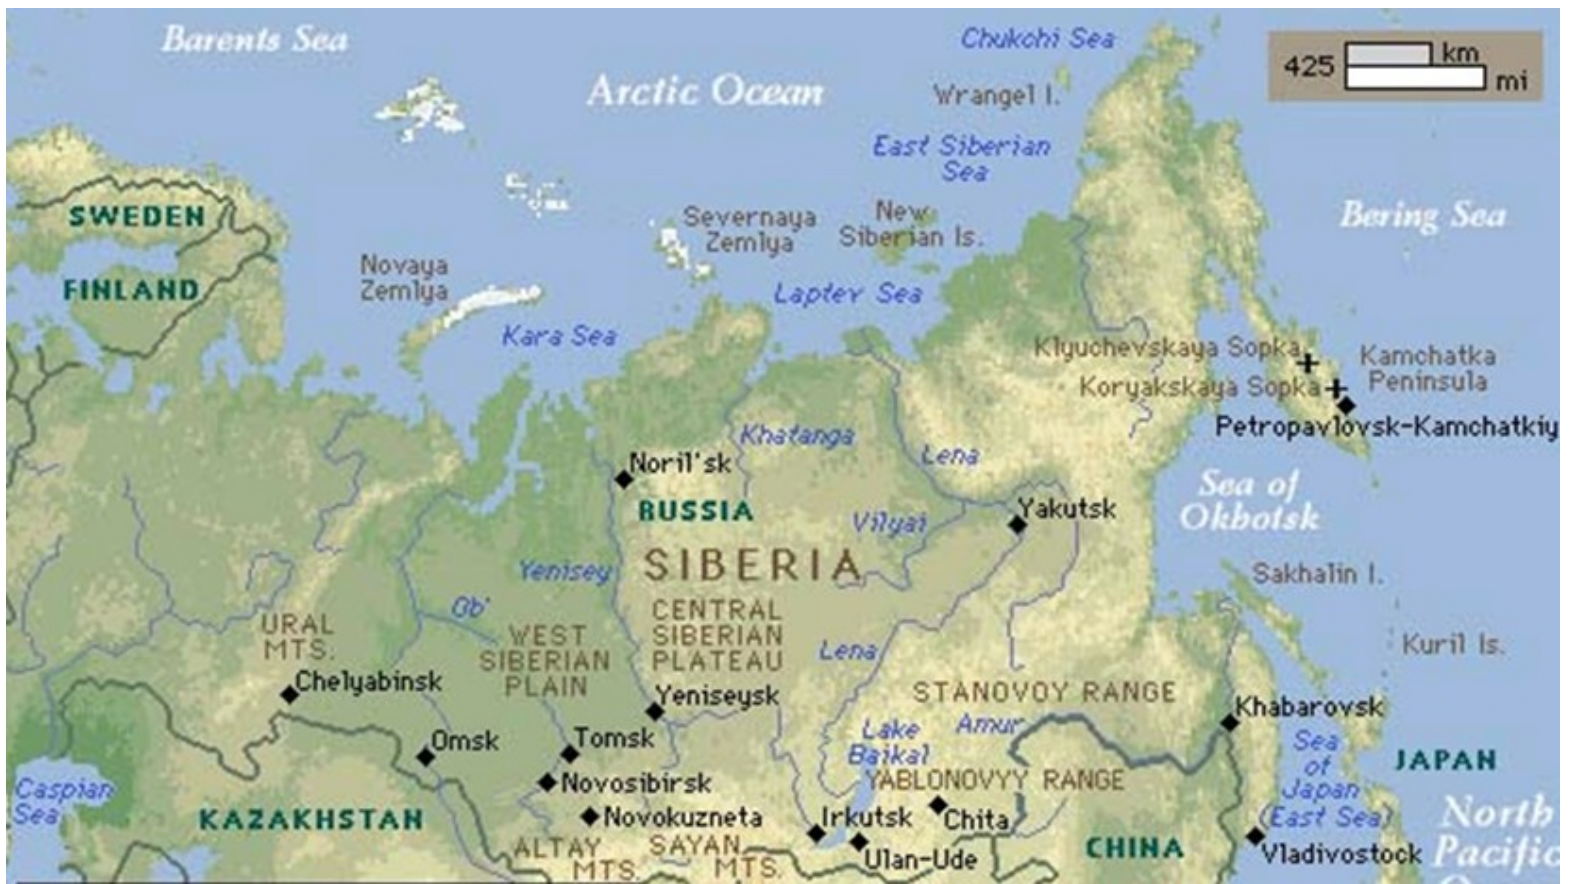 Barents Sea
Chukchi Sea
425
km
mi
Arctic Ocean
Wrangel I.
East Siberian
Sea
SWEDEN
Severnaya
Zemlya
New
Siberian Is.
Bering Sea
Novaya
Zemlya
FINLAND
Laptev Sea
Kara Sea
Klyuchevskaya Sopka
Kamchatka
Peninsula
Koryakskaya Sopka
Petropavlovsk-Kamchatkiy
Khatanga
Lena
Noril'sk
Sea of
Okhotsk
RUSSIA
Vilyai
Yakutsk
Yenisey
SIBERIA
Sakhalin I.
Ob'
CENTRAL
SIBERIAN
PLATEAU
URAL
MTS.
WEST
SIBERIAN
PLAIN
Lena
Kuril Is.
Chelyabinsk
Yeniseysk
STANOVOY RANGE
Khabarovsk
Omsk
Tomsk
Lake
Baikal
Amur
Sea
of
Japan
(East Sea)
JAPAN
Caspian
Sea
Novosibirsk
YABLONOVYY RANGE
KAZAKHSTAN
Novokuzneta
Irkutsk
Chita
North
Pacific
ALTAY
MTS.
SAYAN
MTS.
Ulan-Ude
CHINA
Vladivostock